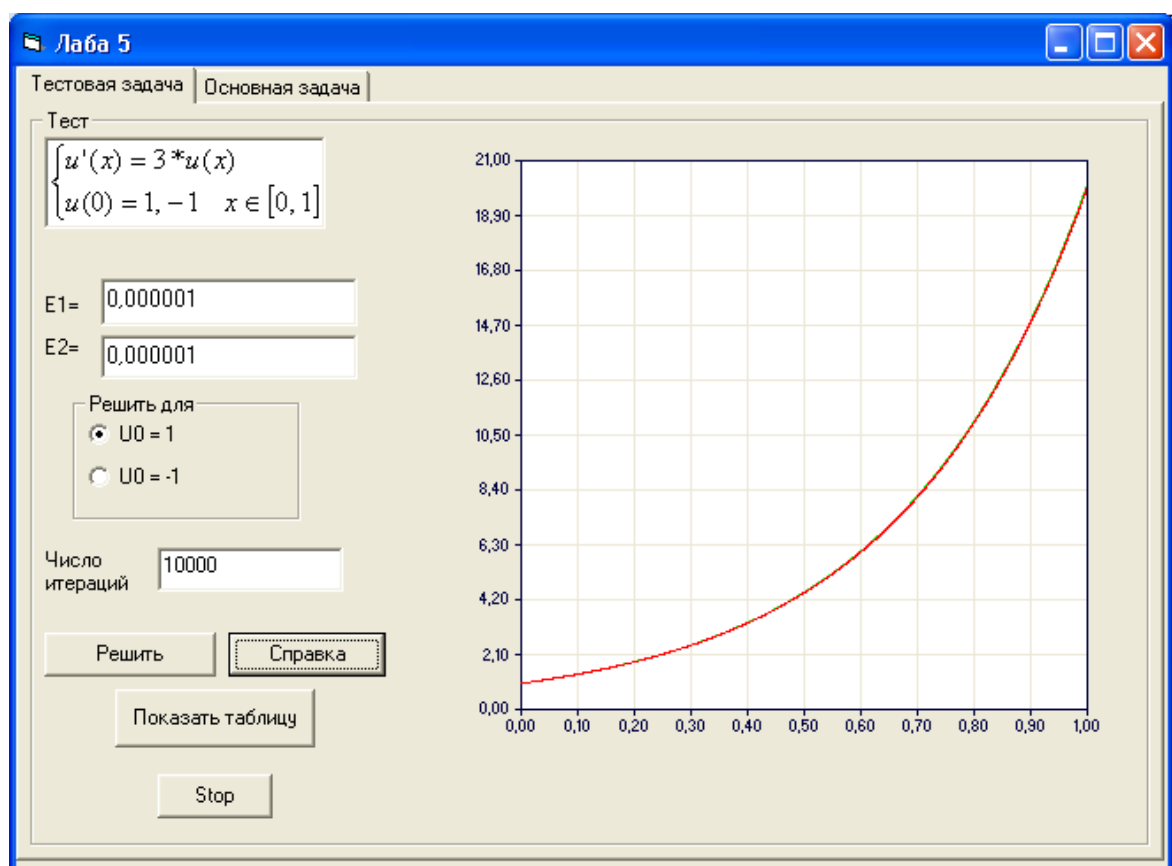 Лаба 5
Тестовая задача
Основная задача
Тест
u'(x) = 3*u(x)
u(0) = 1, −1 x ∈ [0, 1]
E1= 0,000001
E2= 0,000001
Решить для
U0 = 1
U0 = -1
Число
итераций
10000
Решить
Справка
Показать таблицу
Stop
21,00
18,90
16,80
14,70
12,60
10,50
8,40
6,30
4,20
2,10
0,00
0,00 0,10 0,20 0,30 0,40 0,50 0,60 0,70 0,80 0,90 1,00